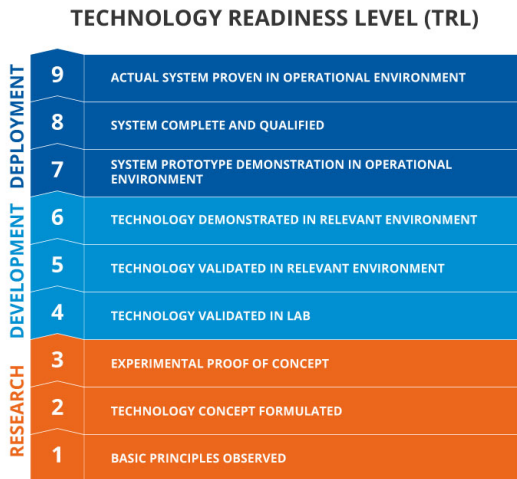 TECHNOLOGY READINESS LEVEL (TRL)
DEPLOYMENT
9 ACTUAL SYSTEM PROVEN IN OPERATIONAL ENVIRONMENT
8 SYSTEM COMPLETE AND QUALIFIED
7 SYSTEM PROTOTYPE DEMONSTRATION IN OPERATIONAL
ENVIRONMENT
DEVELOPMENT
6 TECHNOLOGY DEMONSTRATED IN RELEVANT ENVIRONMENT
5 TECHNOLOGY VALIDATED IN RELEVANT ENVIRONMENT
4 TECHNOLOGY VALIDATED IN LAB
RESEARCH
3 EXPERIMENTAL PROOF OF CONCEPT
2 TECHNOLOGY CONCEPT FORMULATED
1 BASIC PRINCIPLES OBSERVED